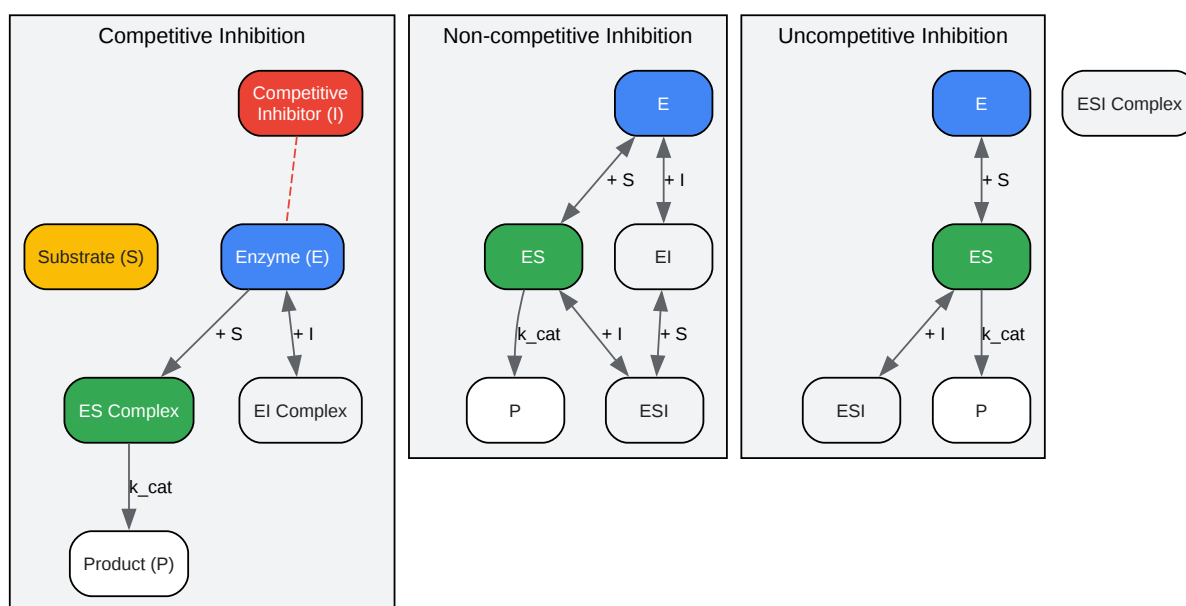 Competitive Inhibition
Competitive
Inhibitor (I)
Substrate (S)
Enzyme (E)
+ S
+ I
ES Complex
EI Complex
k_cat
Product (P)
Non-competitive Inhibition
E
+ S
+ I
ES
EI
k_cat
+ I
+ S
P
ESI
Uncompetitive Inhibition
E
+ S
ES
+ I
k_cat
ESI
P
ESI Complex